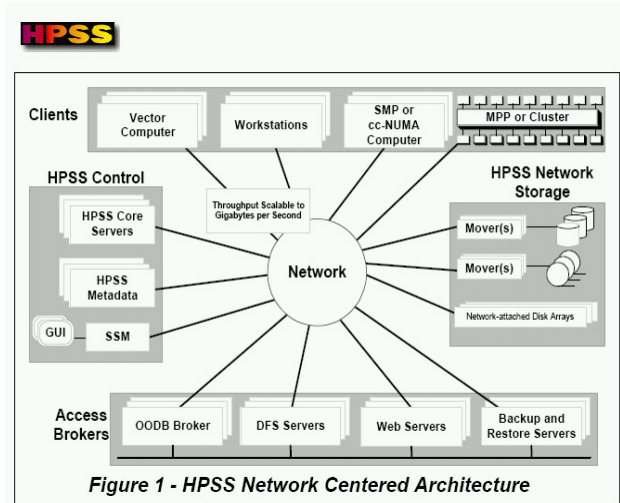 HPSS
Clients
Vector
Computer
Workstations
SMP or
cc-NUMA
Computer
MPP or Cluster
HPSS Control
HPSS Network
Storage
Throughput Scalable to
Gigabytes per Second
HPSS Core
Servers
Mover(s)
Network
HPSS
Metadata
Mover(s)
GUI
SSM
Network-attached Disk Arrays
Access
Brokers
OODB Broker
DFS Servers
Web Servers
Backup and
Restore Servers
Figure 1 - HPSS Network Centered Architecture